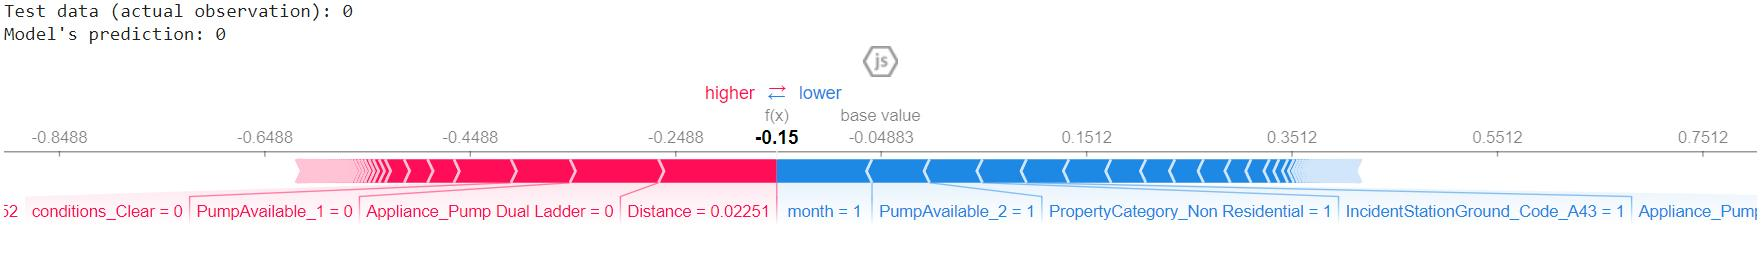 Test data (actual observation): 0
Model's prediction: 0
js
higher lower
f(x) base value
-0.8488 -0.6488 -0.4488 -0.2488 -0.15 -0.04883 0.1512 0.3512 0.5512 0.7512
52 conditions_Clear = 0 PumpAvailable_1 = 0 Appliance_Pump Dual Ladder = 0 Distance = 0.02251 month = 1 PumpAvailable_2 = 1 PropertyCategory_Non Residential = 1 IncidentStationGround_Code_A43 = 1 Appliance_Pump